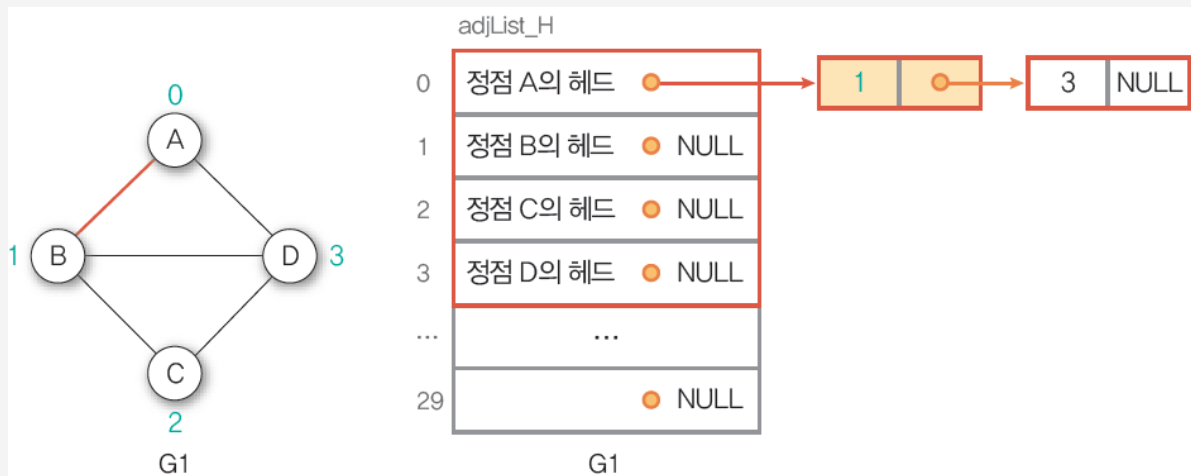 0
A
1 B D 3
C
2
G1
adjList_H
0 정점 A의 헤드 1 3 NULL
1 정점 B의 헤드 NULL
2 정점 C의 헤드 NULL
3 정점 D의 헤드 NULL
... ...
29 NULL
G1